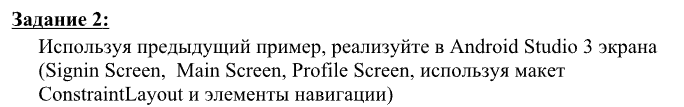 Задание 2:
Используя предыдущий пример, реализуйте в Android Studio 3 экрана
(Signin Screen,  Main Screen, Profile Screen, используя макет
ConstraintLayout и элементы навигации)